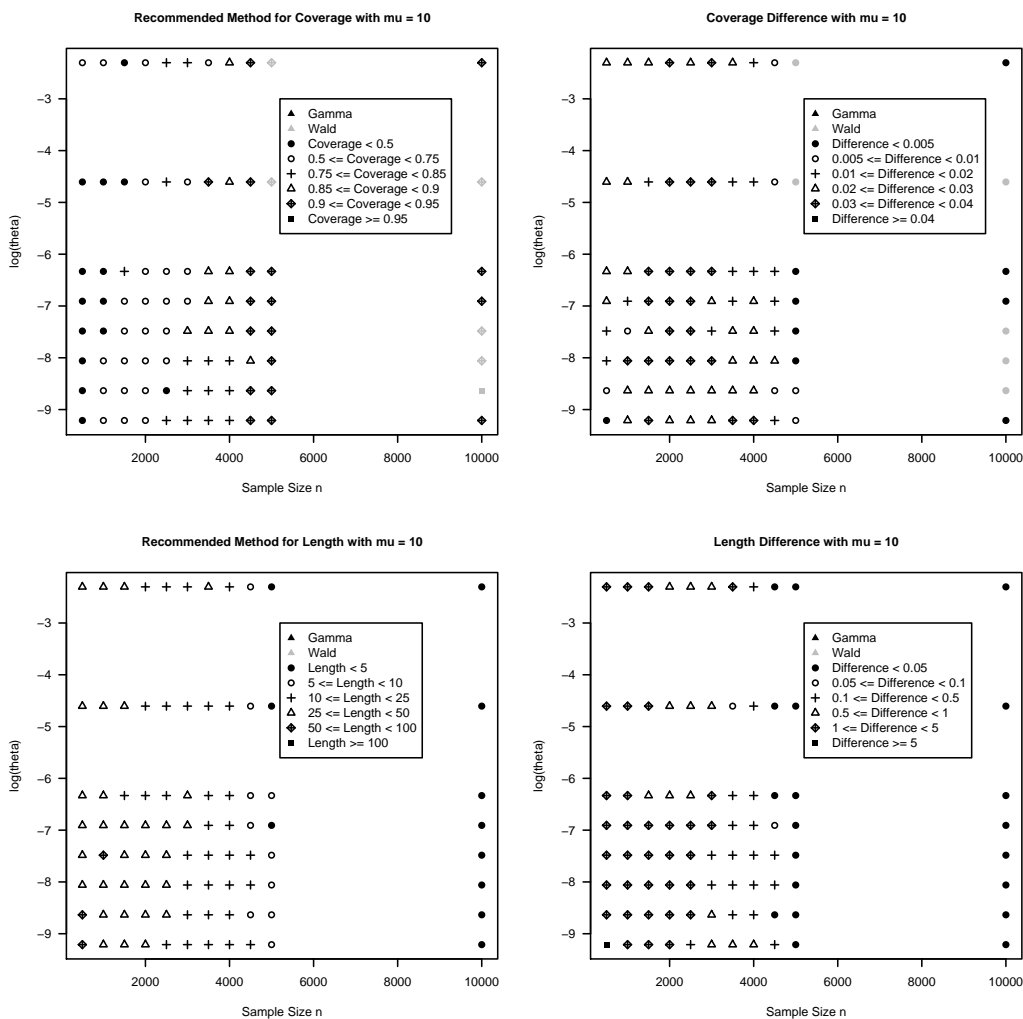 Recommended Method for Coverage with mu = 10
log(theta)
−3
−4
−5
−6
−7
−8
−9
Gamma
Wald
Coverage < 0.5
0.5 <= Coverage < 0.75
0.75 <= Coverage < 0.85
0.85 <= Coverage < 0.9
0.9 <= Coverage < 0.95
Coverage >= 0.95
2000 4000 6000 8000 10000
Sample Size n
Coverage Difference with mu = 10
log(theta)
−3
−4
−5
−6
−7
−8
−9
Gamma
Wald
Difference < 0.005
0.005 <= Difference < 0.01
0.01 <= Difference < 0.02
0.02 <= Difference < 0.03
0.03 <= Difference < 0.04
Difference >= 0.04
2000 4000 6000 8000 10000
Sample Size n
Recommended Method for Length with mu = 10
log(theta)
−3
−4
−5
−6
−7
−8
−9
Gamma
Wald
Length < 5
5 <= Length < 10
10 <= Length < 25
25 <= Length < 50
50 <= Length < 100
Length >= 100
2000 4000 6000 8000 10000
Sample Size n
Length Difference with mu = 10
log(theta)
−3
−4
−5
−6
−7
−8
−9
Gamma
Wald
Difference < 0.05
0.05 <= Difference < 0.1
0.1 <= Difference < 0.5
0.5 <= Difference < 1
1 <= Difference < 5
Difference >= 5
2000 4000 6000 8000 10000
Sample Size n